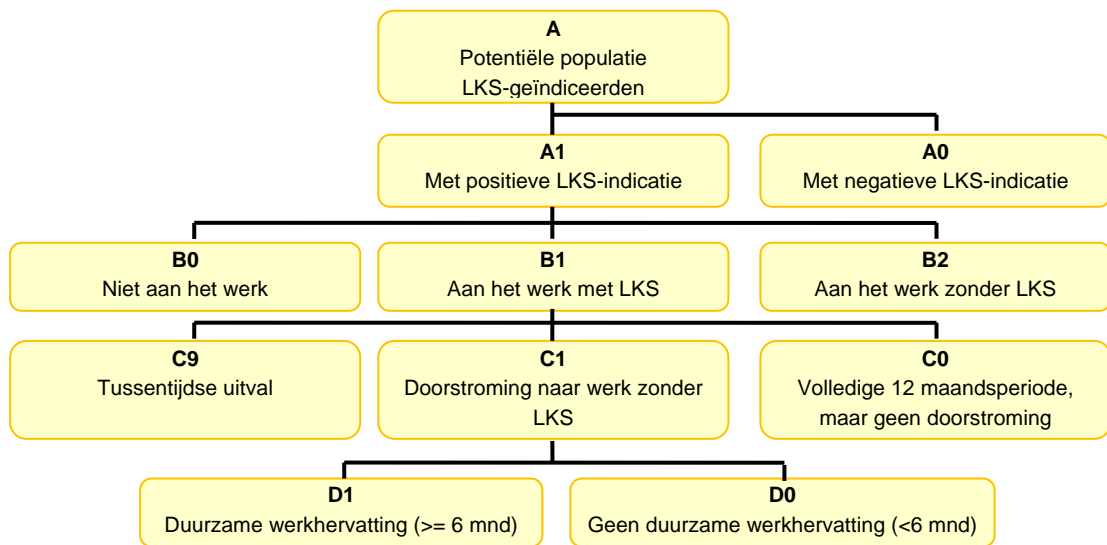 A
Potentiële populatie
LKS-geïndiceerden
A1
Met positieve LKS-indicatie
A0
Met negatieve LKS-indicatie
B0
Niet aan het werk
B1
Aan het werk met LKS
B2
Aan het werk zonder LKS
C9
Tussentijdse uitval
C1
Doorstroming naar werk zonder
LKS
C0
Volledige 12 maandsperiode,
maar geen doorstroming
D1
Duurzame werkhervatting (>= 6 mnd)
D0
Geen duurzame werkhervatting (<6 mnd)